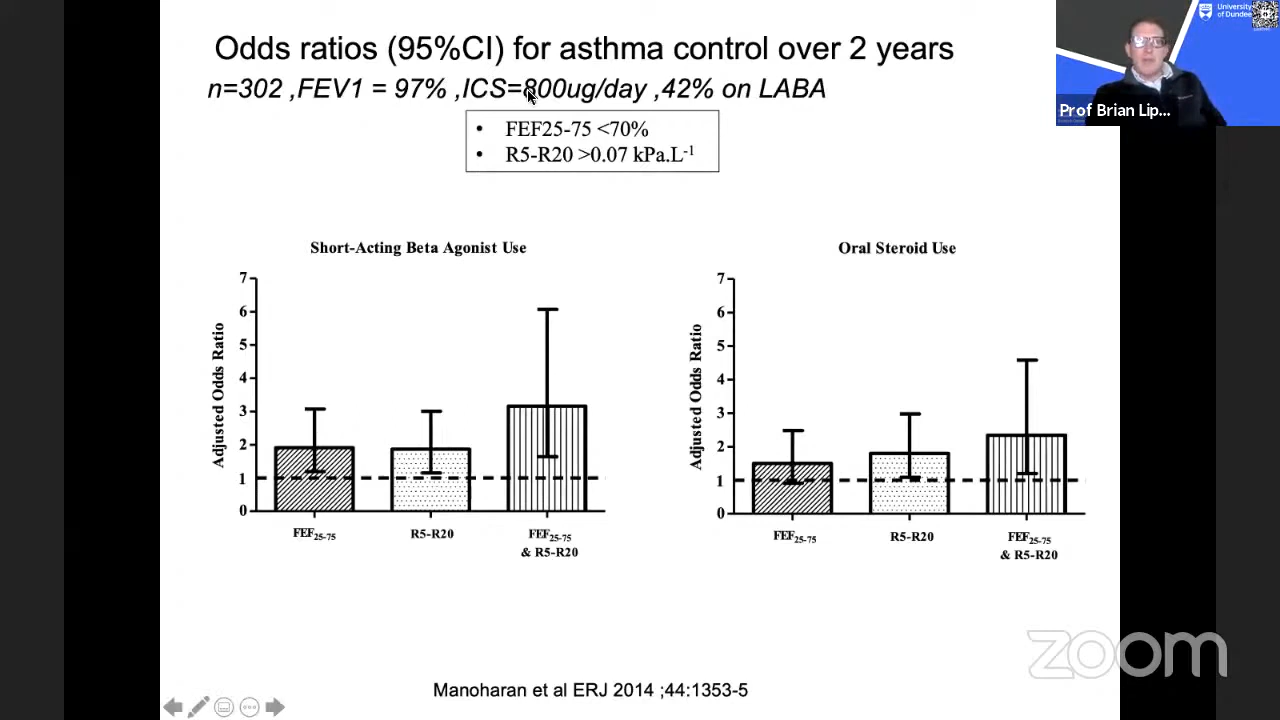 Odds ratios (95%CI) for asthma control over 2 years
n=302 ,FEV1 = 97% ,ICS=800ug/day ,42% on LABA
• FEF25-75 <70%
• R5-R20 >0.07 kPa.L-1
University
of Dundee
Prof Brian Lip...
Short-Acting Beta Agonist Use
Adjusted Odds Ratio
7
6
5
4
3
2
1
0
FEF25-75
R5-R20
FEF25-75
& R5-R20
Oral Steroid Use
Adjusted Odds Ratio
7
6
5
4
3
2
1
0
FEF25-75
R5-R20
FEF25-75
& R5-R20
zoom
Manoharan et al ERJ 2014 ;44:1353-5